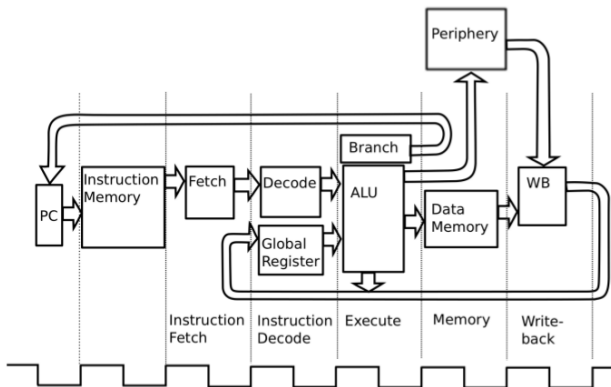 Periphery
Branch
Instruction
Memory
Fetch
Decode
ALU
WB
PC
Data
Memory
Global
Register
Instruction
Fetch
Instruction
Decode
Execute
Memory
Write-
back